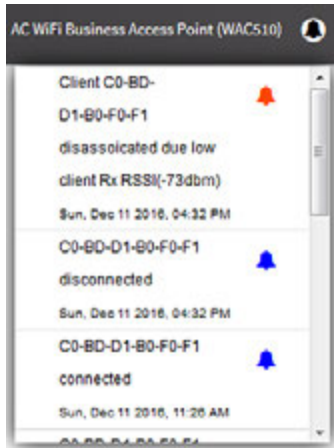 AC WiFi Business Access Point (WAC510)
Client C0-BD-
D1-B0-F0-F1
disassoicated due low
client Rx RSSI(-73dbm)
Sun, Dec 11 2016, 04:32 PM
C0-BD-D1-B0-F0-F1
disconnected
Sun, Dec 11 2016, 04:32 PM
C0-BD-D1-B0-F0-F1
connected
Sun, Dec 11 2016, 11:26 AM